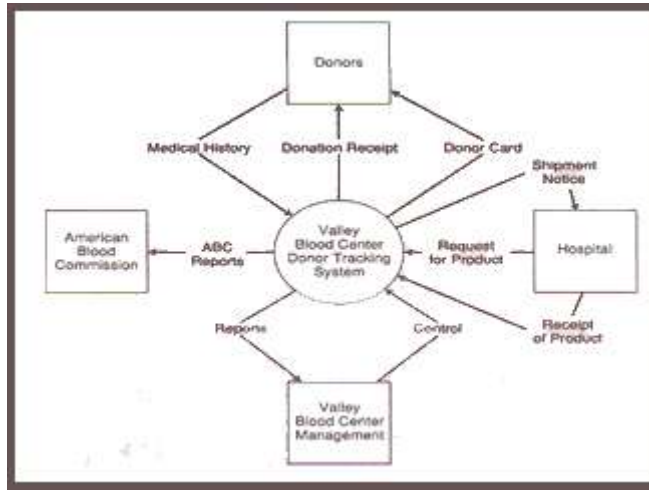 Donors
Medical History
Donation Receipt
Donor Card
Shipment
Notice
American
Blood
Commission
ABC
Reports
Valley
Blood Center
Donor Tracking
System
Request
for Product
Hospital
Reports
Control
Receipt
of Product
Valley
Blood Center
Management